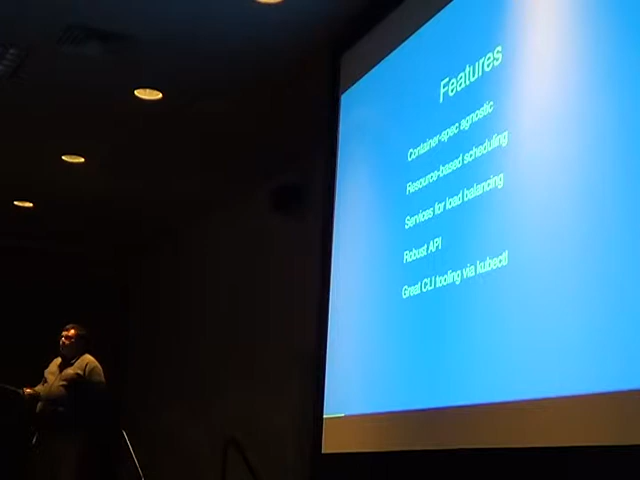 Features
Container-spec agnostic
Resource-based scheduling
Services for load balancing
Robust API
Great CLI tooling via kubectl